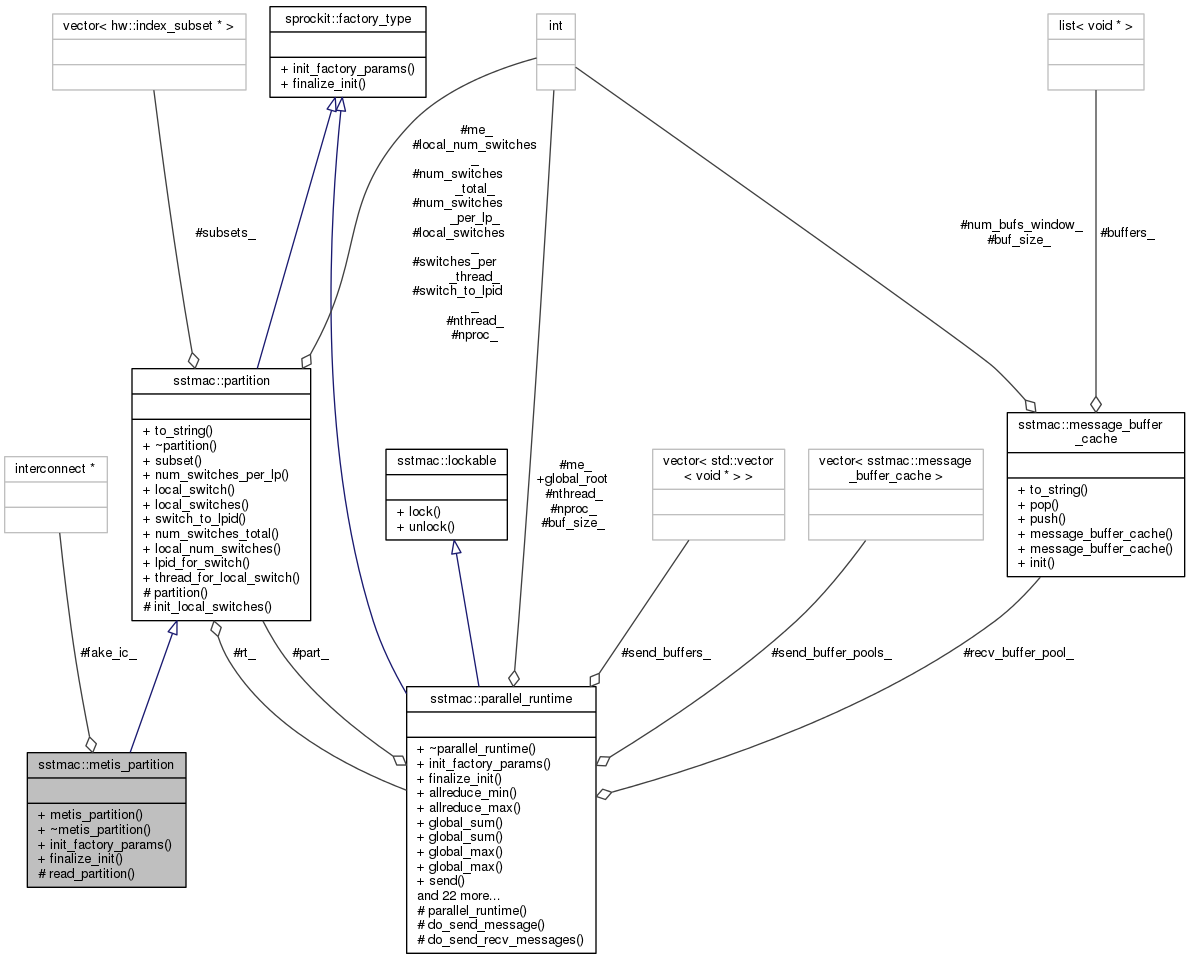 vector< hw::index_subset * >
sprockit::factory_type
+ init_factory_params()
+ finalize_init()
int
list< void * >
#me_
#local_num_switches
_
#num_switches
_total_
#num_switches
_per_lp_
#local_switches
_
#switches_per
_thread_
#switch_to_lpid
_
#nthread_
#nproc_
#subsets_
#num_bufs_window_
#buf_size_
#buffers_
sstmac::partition
+ to_string()
+ ~partition()
+ subset()
+ num_switches_per_lp()
+ local_switch()
+ local_switches()
+ switch_to_lpid()
+ num_switches_total()
+ local_num_switches()
+ lpid_for_switch()
+ thread_for_local_switch()
# partition()
# init_local_switches()
interconnect *
sstmac::lockable
+ lock()
+ unlock()
#me_
+global_root
#nthread_
#nproc_
#buf_size_
vector< std::vector
< void * > >
vector< sstmac::message
_buffer_cache >
sstmac::message_buffer
_cache
+ to_string()
+ pop()
+ push()
+ message_buffer_cache()
+ message_buffer_cache()
+ init()
#fake_ic_
#rt_
#part_
#send_buffers_
#send_buffer_pools_
#recv_buffer_pool_
sstmac::metis_partition
+ metis_partition()
+ ~metis_partition()
+ init_factory_params()
+ finalize_init()
# read_partition()
sstmac::parallel_runtime
+ ~parallel_runtime()
+ init_factory_params()
+ finalize_init()
+ allreduce_min()
+ allreduce_max()
+ global_sum()
+ global_sum()
+ global_max()
+ global_max()
+ send()
and 22 more...
# parallel_runtime()
# do_send_message()
# do_send_recv_messages()